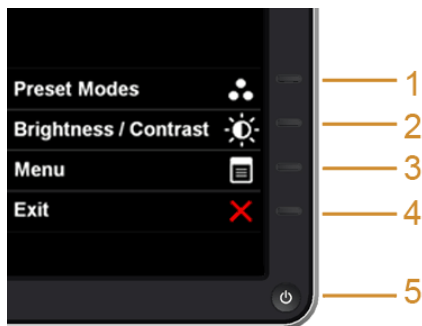 Preset Modes 1
Brightness / Contrast 2
Menu 3
Exit 4
5